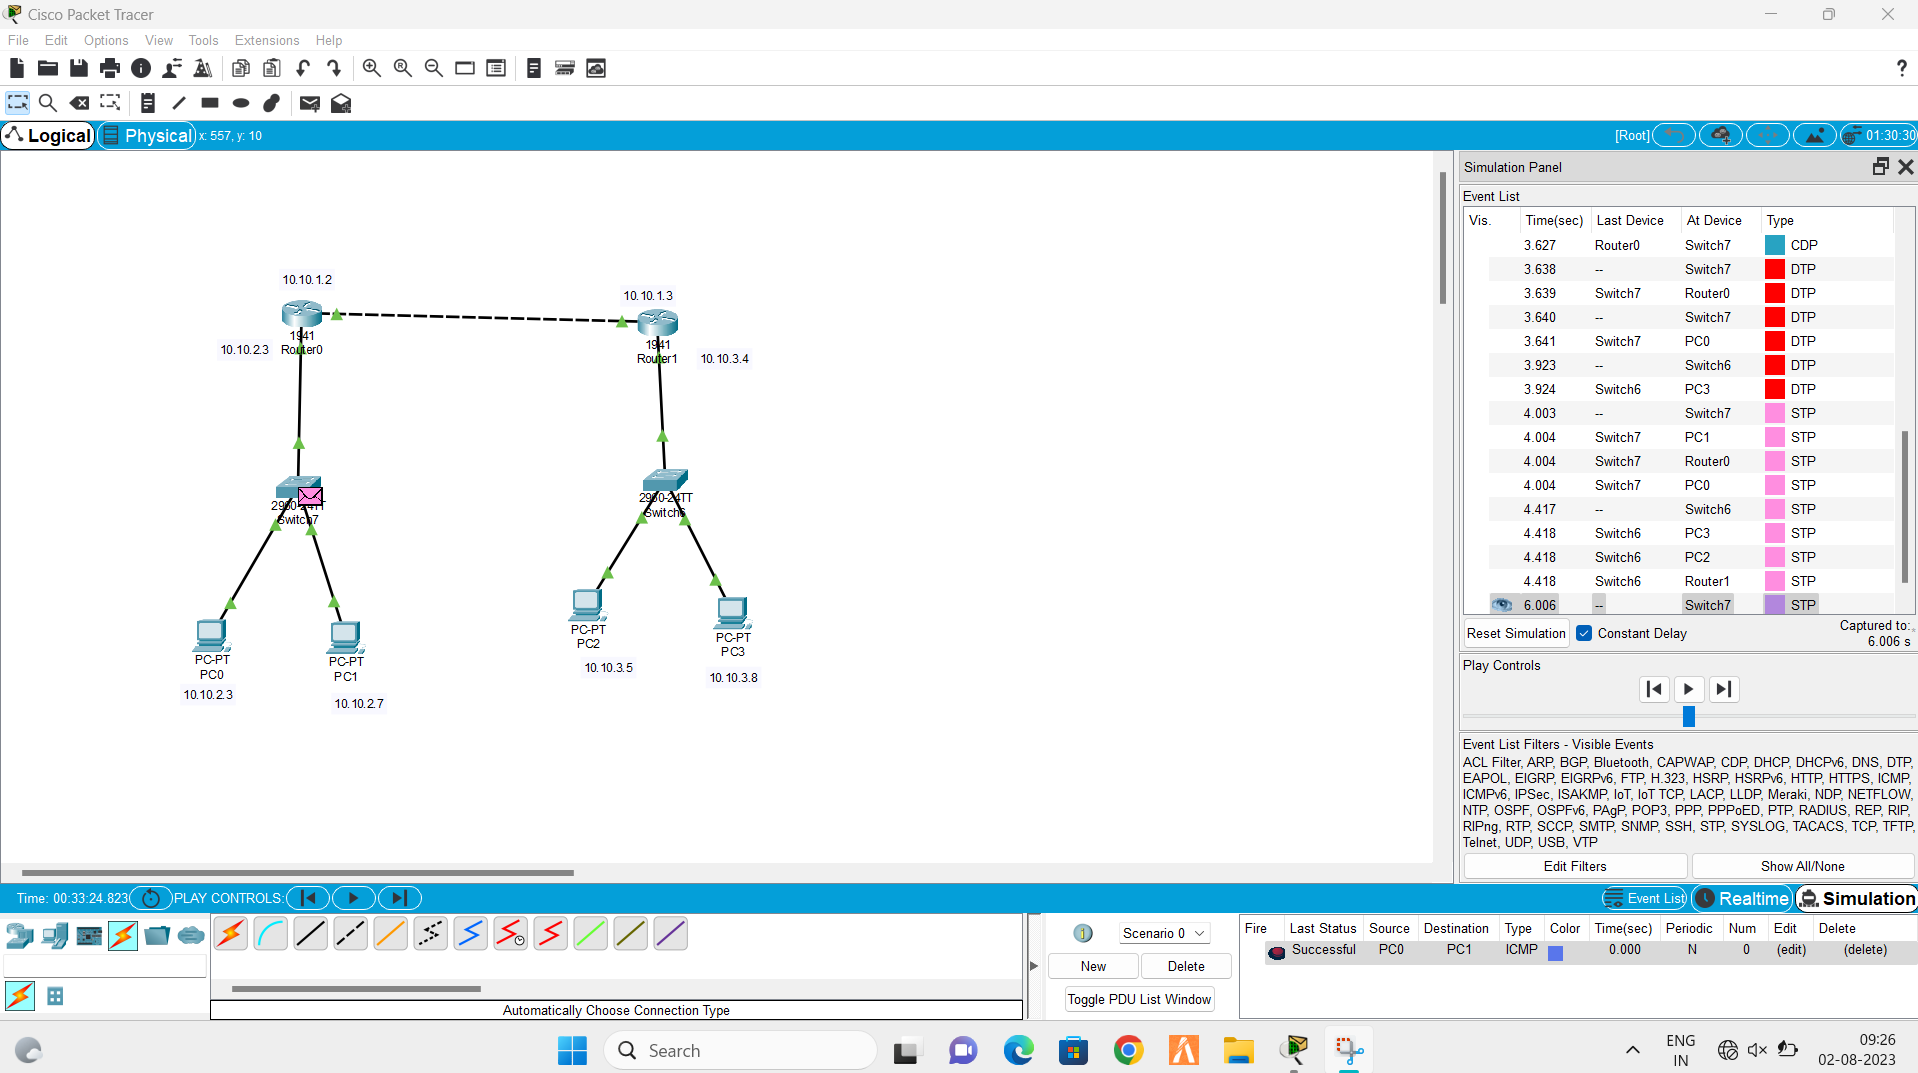 Cisco Packet Tracer
File Edit Options View Tools Extensions Help
?
Logical Physical x: 557, y: 10 [Root] 01:30:30
Simulation Panel
Event List
Vis. Time(sec) Last Device At Device Type
3.627 Router0 Switch7 CDP
3.638 -- Switch7 DTP
3.639 Switch7 Router0 DTP
3.640 -- Switch7 DTP
3.641 Switch7 PC0 DTP
3.923 -- Switch6 DTP
3.924 Switch6 PC3 DTP
4.003 -- Switch7 STP
4.004 Switch7 PC1 STP
4.004 Switch7 Router0 STP
4.004 Switch7 PC0 STP
4.417 -- Switch6 STP
4.418 Switch6 PC3 STP
4.418 Switch6 PC2 STP
4.418 Switch6 Router1 STP
6.006 -- Switch7 STP
Reset Simulation Constant Delay Captured to:
6.006 s
Play Controls
Event List Filters - Visible Events
ACL Filter, ARP, BGP, Bluetooth, CAPWAP, CDP, DHCP, DHCPv6, DNS, DTP,
EAPOL, EIGRP, EIGRPv6, FTP, H.323, HSRP, HSRPv6, HTTP, HTTPS, ICMP,
ICMPv6, IPSec, ISAKMP, IoT, IoT TCP, LACP, LLDP, Meraki, NDP, NETFLOW,
NTP, OSPF, OSPFv6, PAgP, POP3, PPP, PPPoED, PTP, RADIUS, REP, RIP,
RIPng, RTP, SCCP, SMTP, SNMP, SSH, STP, SYSLOG, TACACS, TCP, TFTP,
Telnet, UDP, USB, VTP
Edit Filters Show All/None
10.10.1.2
10.10.1.3
1941
Router0
10.10.2.3
1941
Router1
10.10.3.4
Switch7
2960-24TT
Switch6
PC-PT
PC0
10.10.2.3
PC-PT
PC1
10.10.2.7
PC-PT
PC2
10.10.3.5
PC-PT
PC3
10.10.3.8
Time: 00:33:24.823 PLAY CONTROLS: Event List Realtime Simulation
Automatically Choose Connection Type
Scenario 0
New Delete
Toggle PDU List Window
Fire Last Status Source Destination Type Color Time(sec) Periodic Num Edit Delete
Successful PC0 PC1 ICMP 0.000 N 0 (edit) (delete)
Search
ENG
IN
09:26
02-08-2023